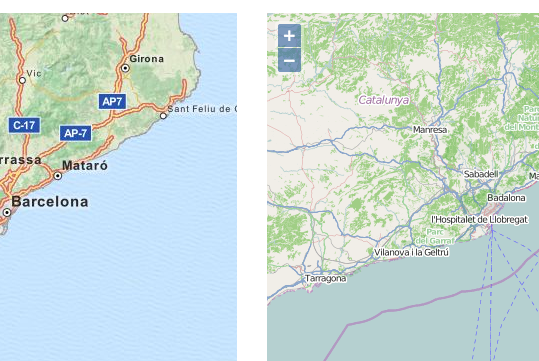 Girona
Vic
AP7
Sant Feliu de
C-17
AP-7
rrassa
Mataró
Barcelona
+
−
Catalunya
Manresa
Par
Natur
del Mont
Sabadell
Ma
Badalona
l'Hospitalet de Llobregat
Parc
del Garraf
Vilanova i la Geltrú
Tarragona